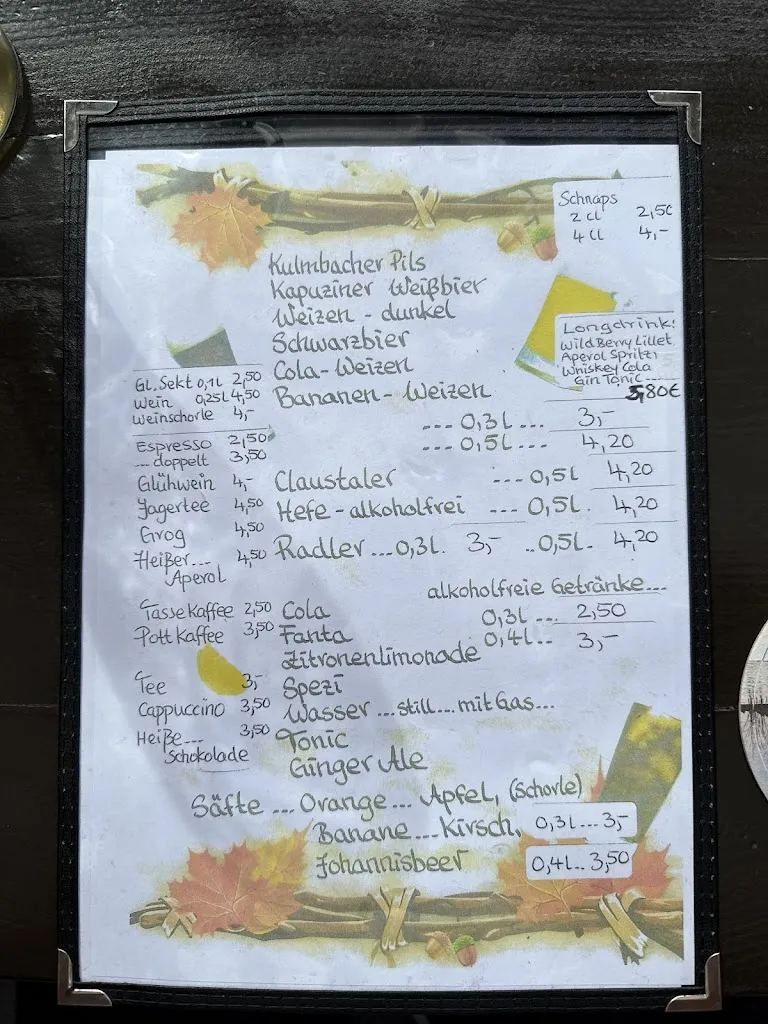 Schnaps
2 cl 2,50
4 cl 4,-
Kulmbacher Pils
Kapuziner Weißbier
Weizen - dunkel
Schwarzbier
Cola-Weizen
Bananen-Weizen
--- 0,3l --- 3,-
--- 0,5l --- 4,20
Claustaler --- 0,5l 4,20
Hefe-alkoholfrei --- 0,5l. 4,20
Radler...0,3l. 3,- ..0,5l- 4,20
Longdrink:
Wild Berry Lillet
Aperol Spritz,
Whiskey Cola
Gin Tonic
5,80€
Gl. Sekt 0,1l 2,50
Wein 0,25l 4,50
Weinschorle 4,-
Espresso 2,50
... doppelt 3,50
Glühwein 4,-
Jagertee 4,50
Grog 4,50
Heißer... 4,50
Aperol
Tasse Kaffee 2,50
Pott Kaffee 3,50
Tee 3,-
Cappuccino 3,50
Heiße... 3,50
Schokolade
alkoholfreie Getränke...
0,3l ... 2,50
0,4l.. 3,-
Cola
Fanta
Zitronenlimonade
Spezi
Wasser ...still...mit Gas...
Tonic
Ginger Ale
Säfte ... Orange ... Apfel, (Schorle)
Banane...Kirsch, 0,3l...3,-
Johannisbeer 0,4l.. 3,50